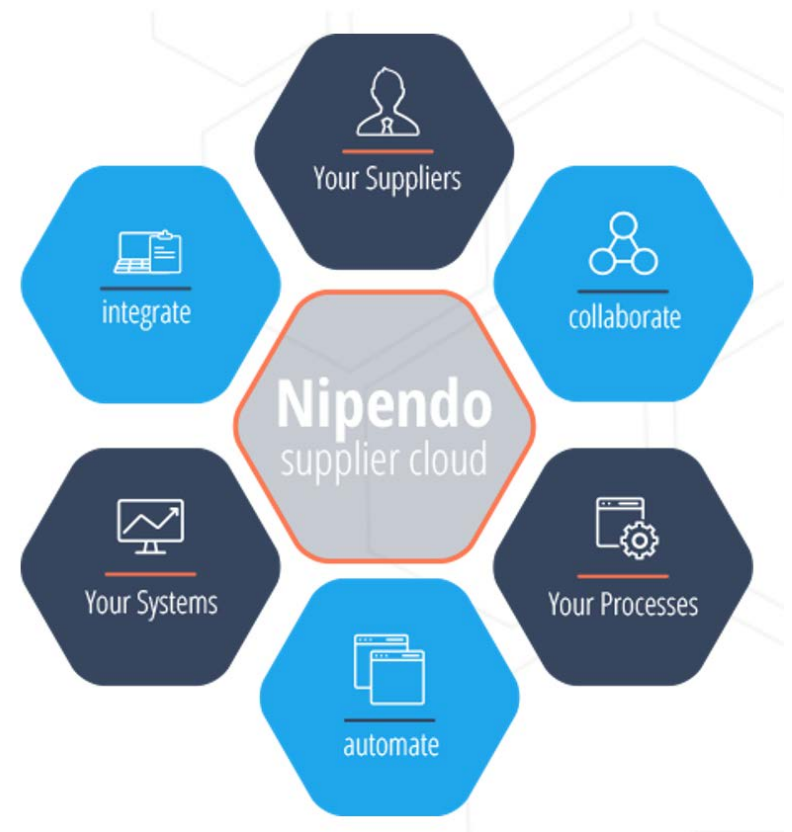 Your Suppliers
integrate
collaborate
Nipendo
supplier cloud
Your Systems
Your Processes
automate